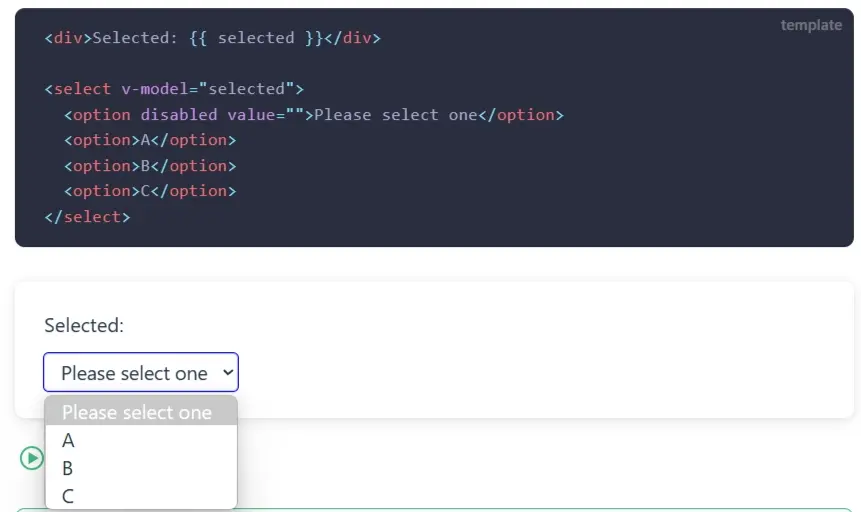 template
<div>Selected: {{ selected }}</div>
<select v-model="selected">
  <option disabled value="">Please select one</option>
  <option>A</option>
  <option>B</option>
  <option>C</option>
</select>
Selected:
Please select one
Please select one
A
B
C